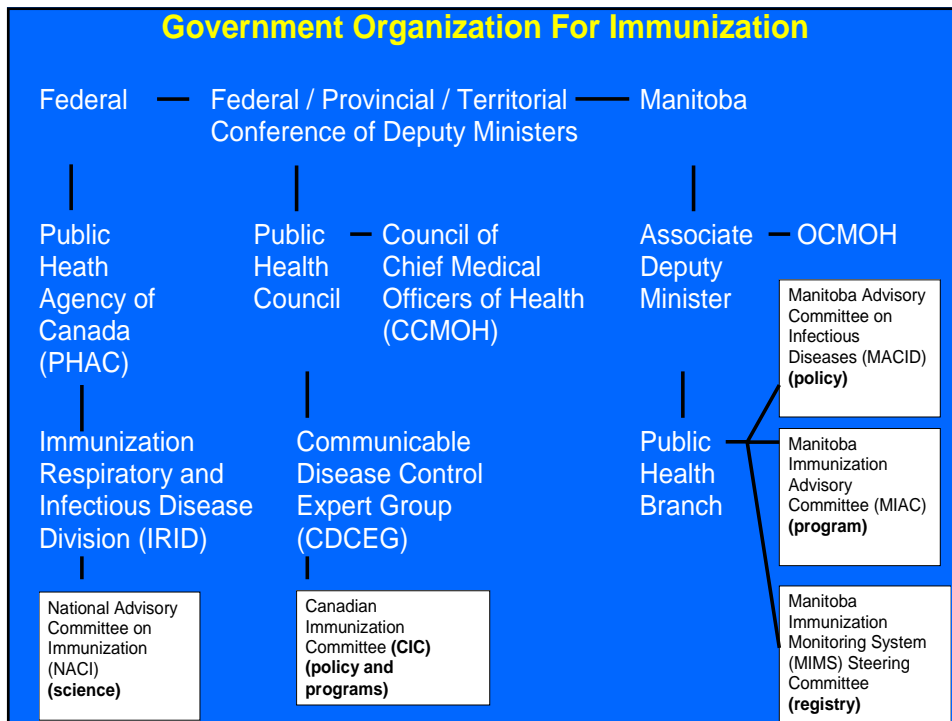 Government Organization For Immunization
Federal
Federal / Provincial / Territorial
Conference of Deputy Ministers
Manitoba
Public
Heath
Agency of
Canada
(PHAC)
Public
Health
Council
Council of
Chief Medical
Officers of Health
(CCMOH)
Associate
Deputy
Minister
OCMOH
Immunization
Respiratory and
Infectious Disease
Division (IRID)
Communicable
Disease Control
Expert Group
(CDCEG)
Public
Health
Branch
Manitoba Advisory
Committee on
Infectious
Diseases (MACID)
(policy)
Manitoba
Immunization
Advisory
Committee (MIAC)
(program)
National Advisory
Committee on
Immunization
(NACI)
(science)
Canadian
Immunization
Committee (CIC)
(policy and
programs)
Manitoba
Immunization
Monitoring System
(MIMS) Steering
Committee
(registry)